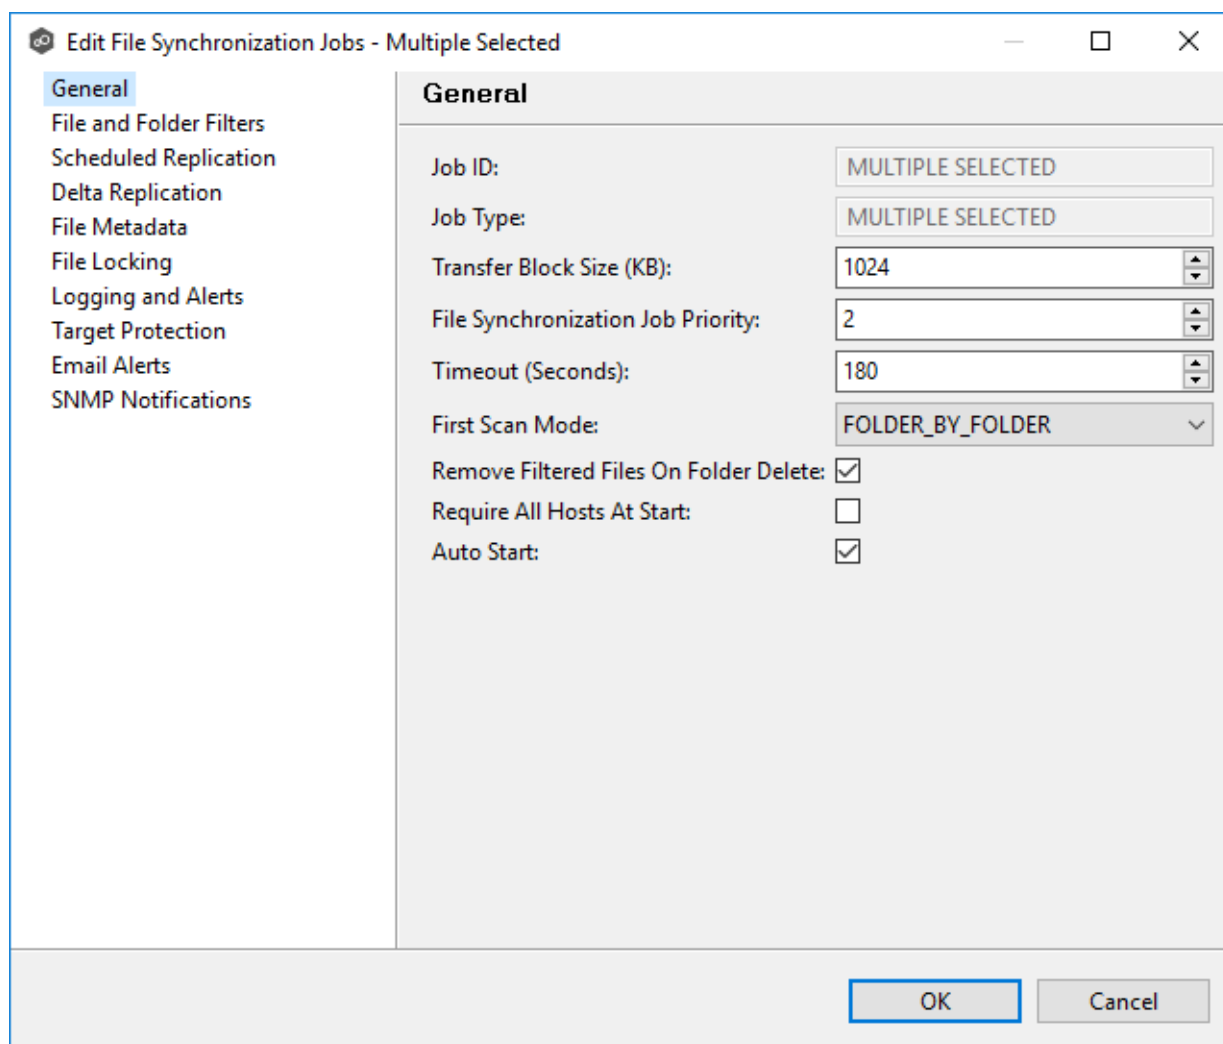 Edit File Synchronization Jobs - Multiple Selected
General
File and Folder Filters
Scheduled Replication
Delta Replication
File Metadata
File Locking
Logging and Alerts
Target Protection
Email Alerts
SNMP Notifications
General
Job ID: MULTIPLE SELECTED
Job Type: MULTIPLE SELECTED
Transfer Block Size (KB): 1024
File Synchronization Job Priority: 2
Timeout (Seconds): 180
First Scan Mode: FOLDER_BY_FOLDER
Remove Filtered Files On Folder Delete:
Require All Hosts At Start:
Auto Start:
OK Cancel